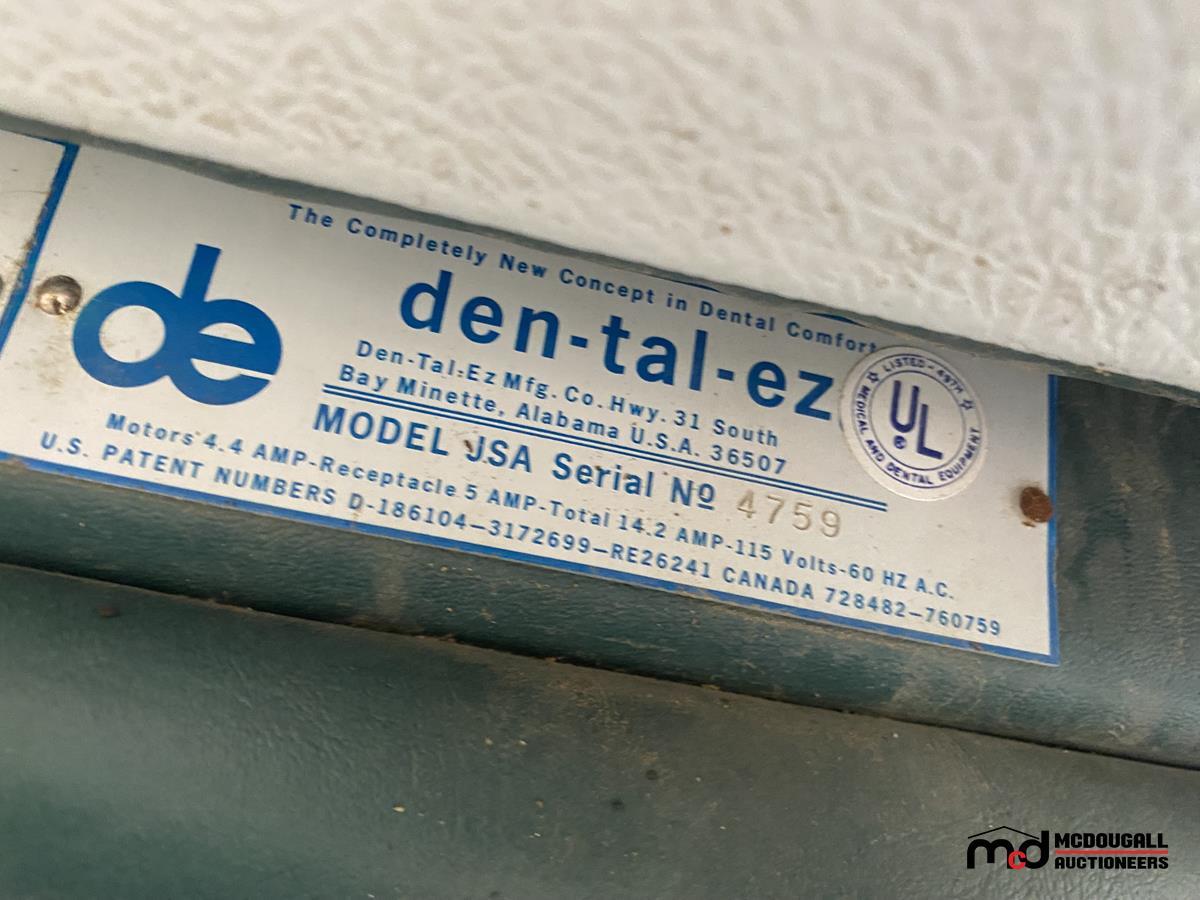 The Completely New Concept in Dental Comfort
de
den-tal-ez
Den-Tal-Ez Mfg. Co. Hwy. 31 South
Bay Minette, Alabama U.S.A. 36507
MODEL JSA Serial Nº 4759
Motors 4.4 AMP-Receptacle 5 AMP-Total 14.2 AMP-115 Volts-60 HZ A.C.
U.S. PATENT NUMBERS D-186104—3172699—RE26241 CANADA 728482—760759
LISTED-497H
UL
MEDICAL AND DENTAL EQUIPMENT
mcd MCDOUGALL
AUCTIONEERS